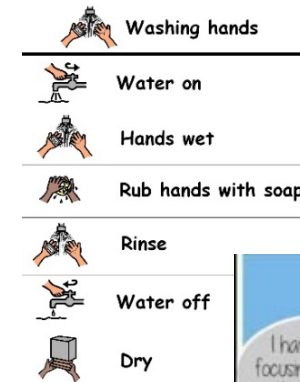 Washing hands
Water on
Hands wet
Rub hands with soap
Rinse
Water off
Dry
I